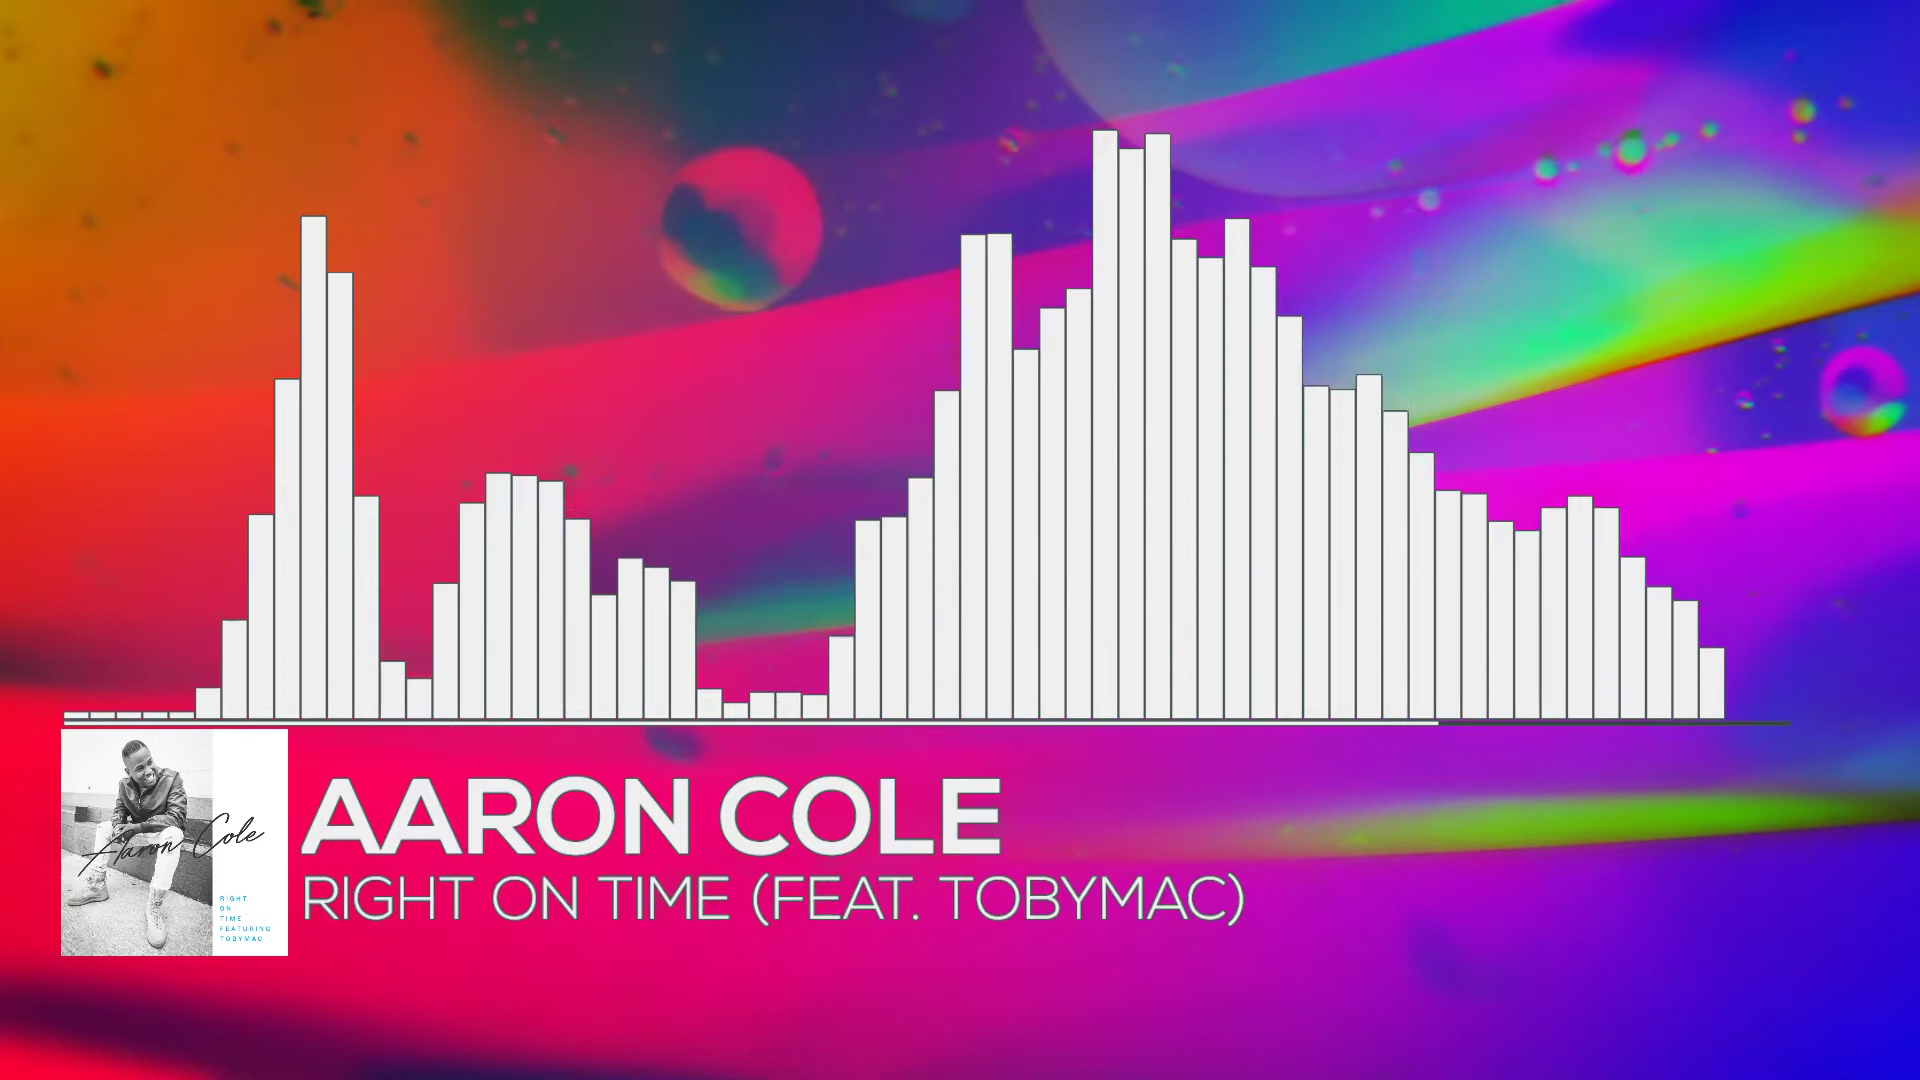 AARON COLE
RIGHT ON TIME (FEAT. TOBYMAC)
Aaron Cole
RIGHT
ON
TIME
FEATURING
TOBYMAC